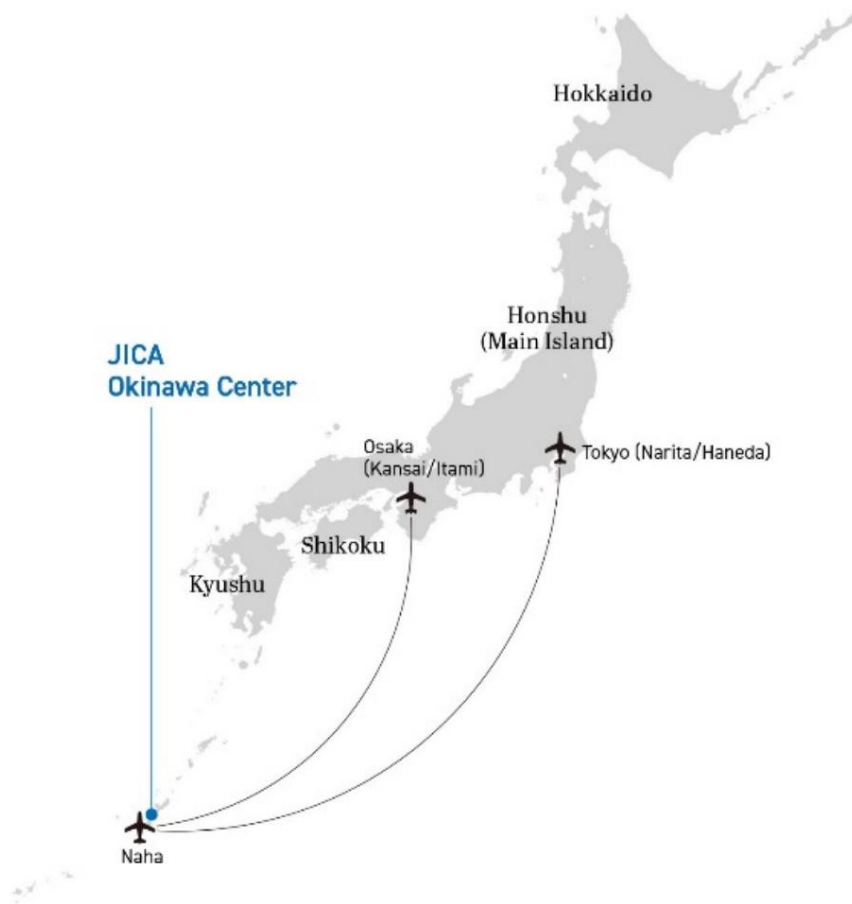 Hokkaido
Honshu
(Main Island)
JICA
Okinawa Center
Osaka
(Kansai/Itami)
Tokyo (Narita/Haneda)
Shikoku
Kyushu
Naha